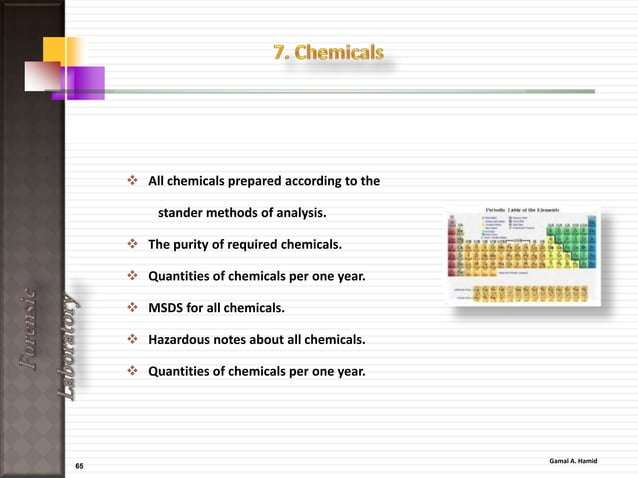 7. Chemicals
❖ All chemicals prepared according to the
stander methods of analysis.
❖ The purity of required chemicals.
❖ Quantities of chemicals per one year.
❖ MSDS for all chemicals.
❖ Hazardous notes about all chemicals.
❖ Quantities of chemicals per one year.
Periodic Table of the Elements
Forensic
Laboratory
65
Gamal A. Hamid